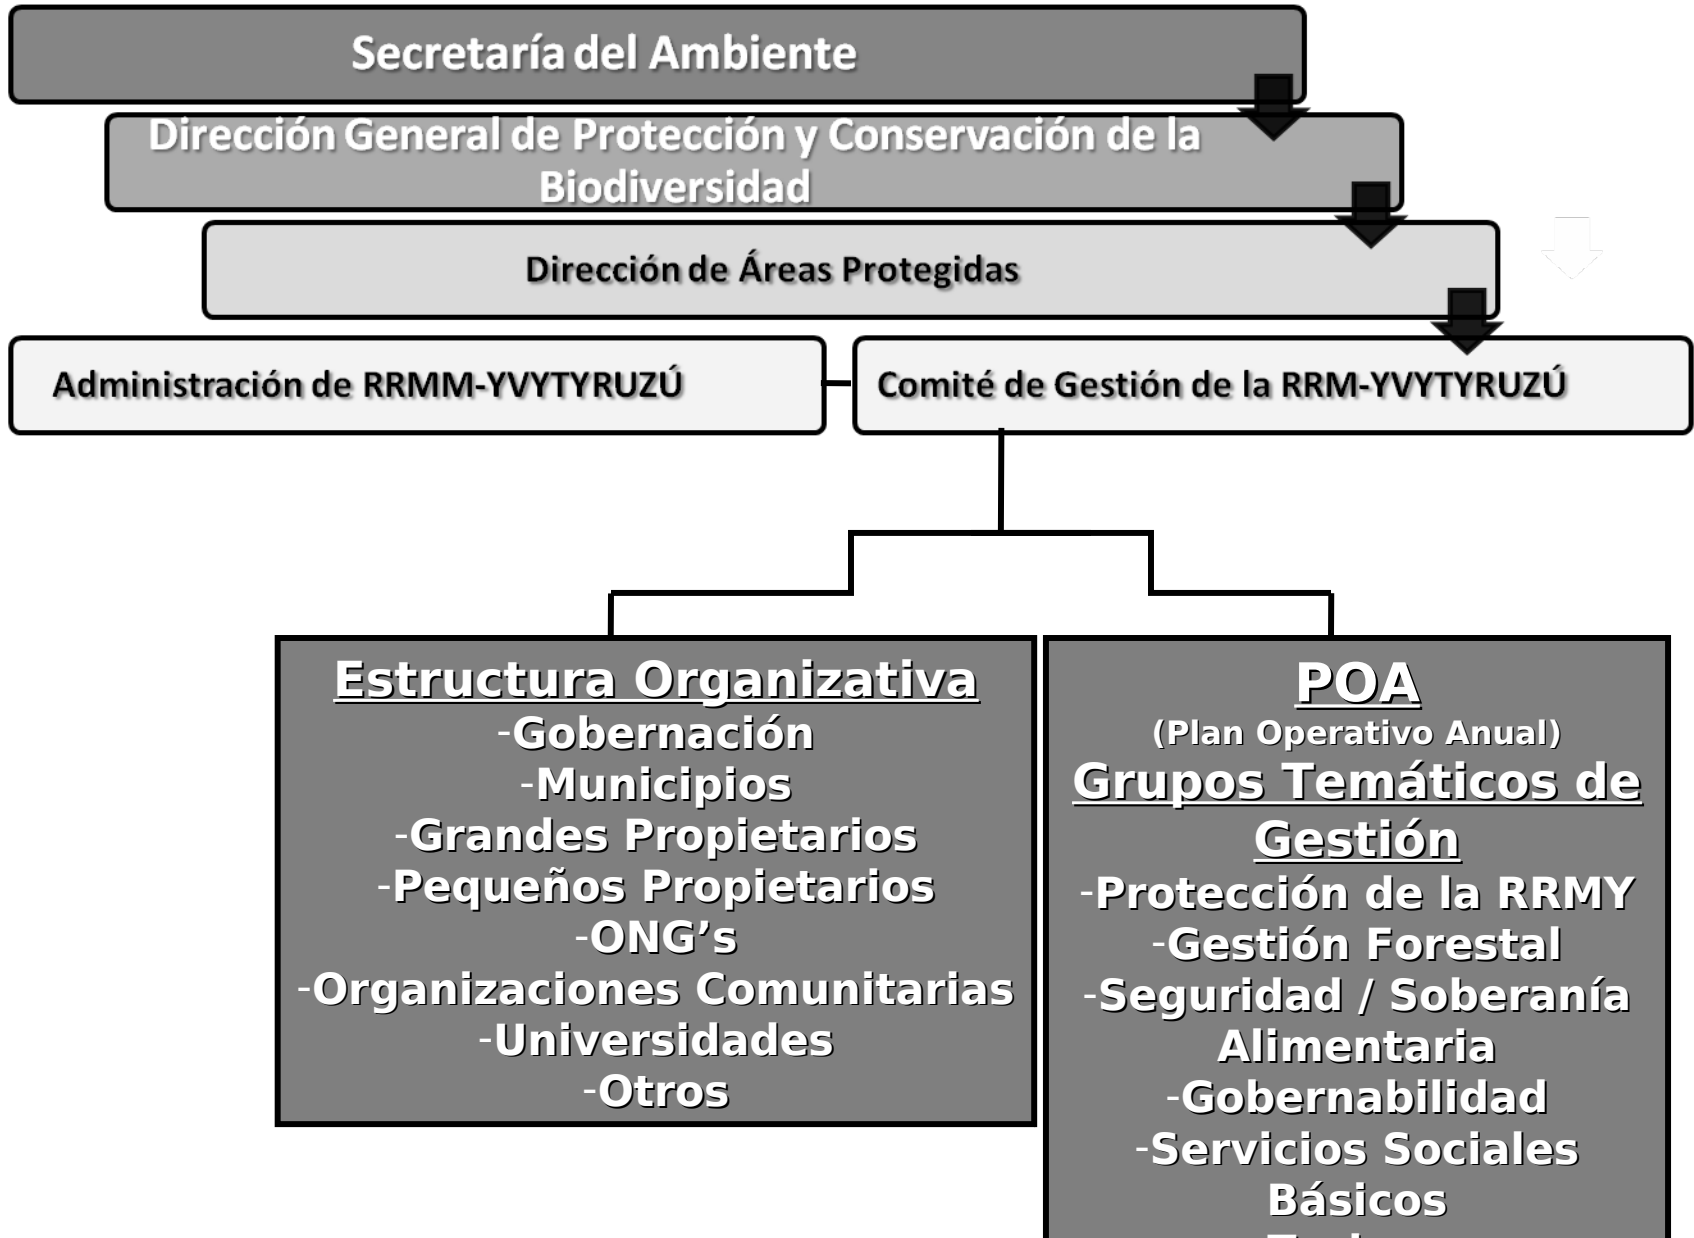 Secretaría del Ambiente
Dirección General de Protección y Conservación de la
Biodiversidad
Dirección de Áreas Protegidas
Administración de RRMM-YVYTYRUZÚ
Comité de Gestión de la RRM-YVYTYRUZÚ
Estructura Organizativa
-Gobernación
-Municipios
-Grandes Propietarios
-Pequeños Propietarios
-ONG’s
-Organizaciones Comunitarias
-Universidades
-Otros
POA
(Plan Operativo Anual)
Grupos Temáticos de
Gestión
-Protección de la RRMY
-Gestión Forestal
-Seguridad / Soberanía
Alimentaria
-Gobernabilidad
-Servicios Sociales
Básicos